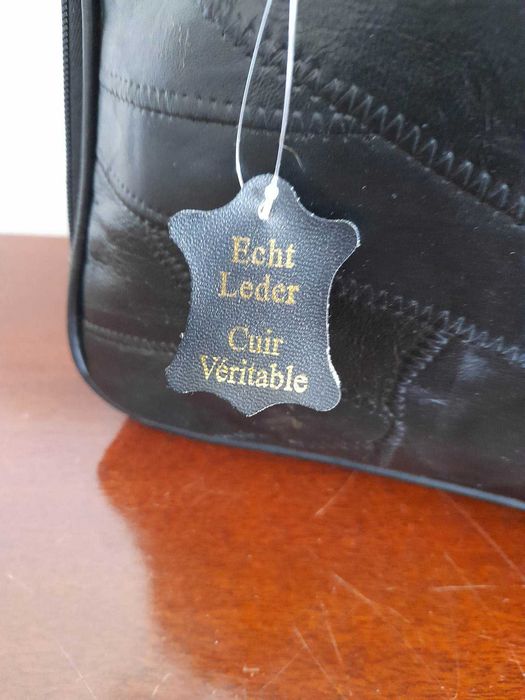 Echt
Leder
Cuir
Véritable